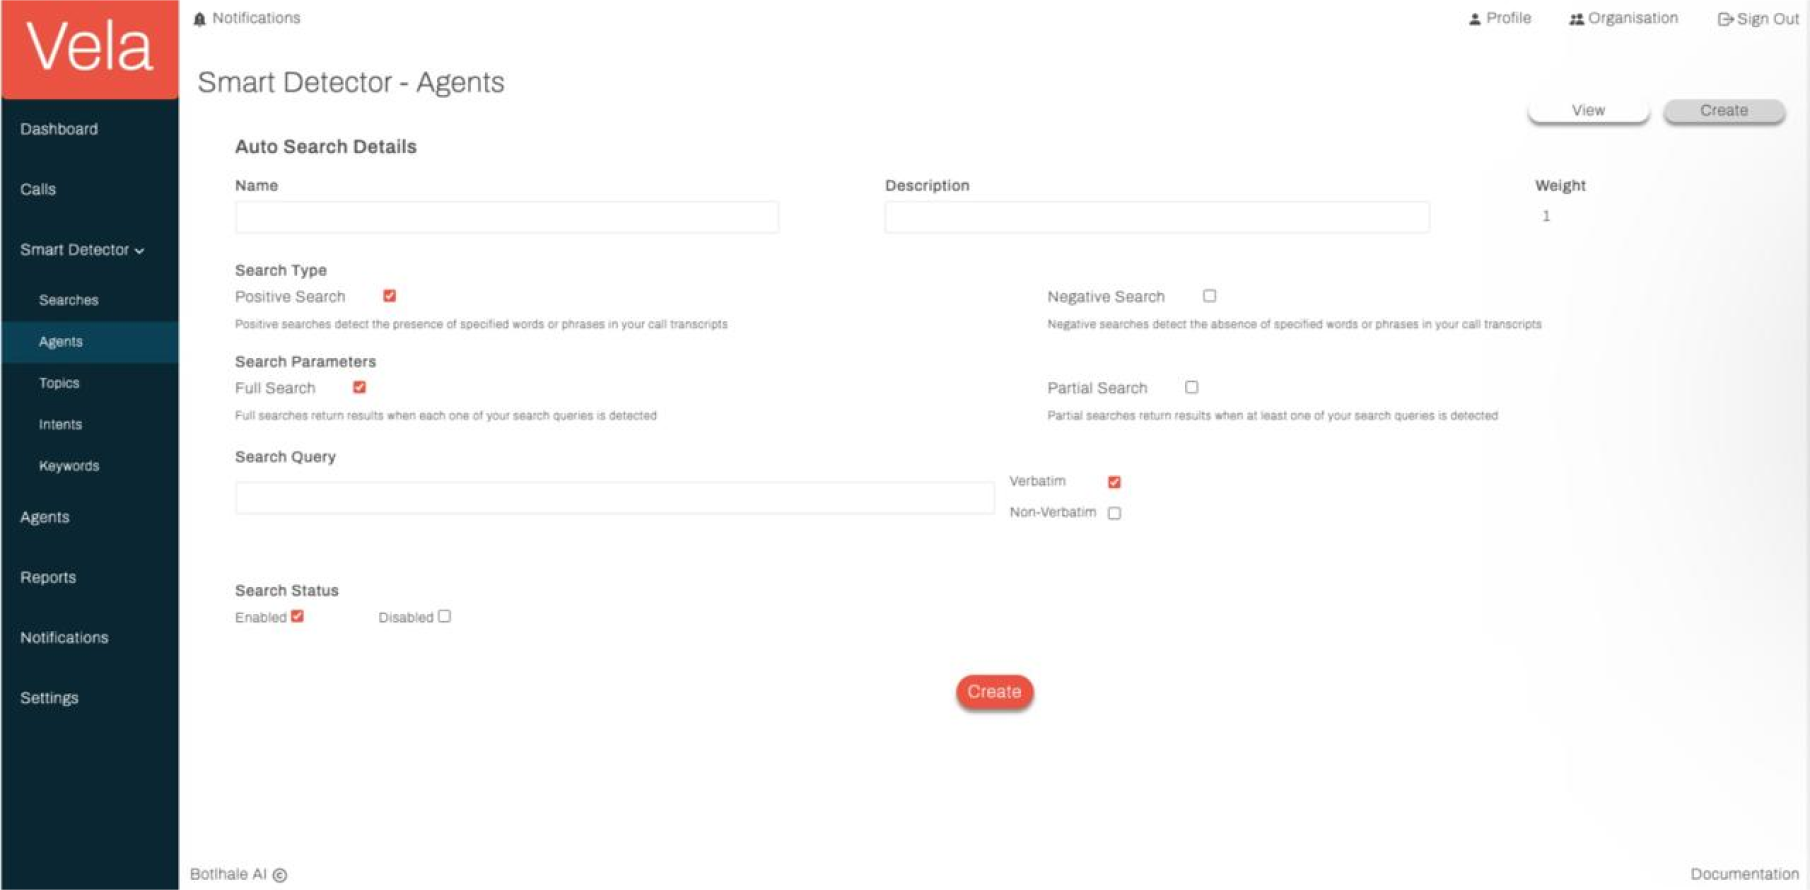 Vela
Notifications
Profile
Organisation
Sign Out
Smart Detector - Agents
View
Create
Dashboard
Calls
Smart Detector
Searches
Agents
Topics
Intents
Keywords
Agents
Reports
Notifications
Settings
Auto Search Details
Name
Description
Weight
1
Search Type
Positive Search
Negative Search
Positive searches detect the presence of specified words or phrases in your call transcripts
Negative searches detect the absence of specified words or phrases in your call transcripts
Search Parameters
Full Search
Partial Search
Full searches return results when each one of your search queries is detected
Partial searches return results when at least one of your search queries is detected
Search Query
Verbatim
Non-Verbatim
Search Status
Enabled
Disabled
Create
Botlhale AI ©
Documentation